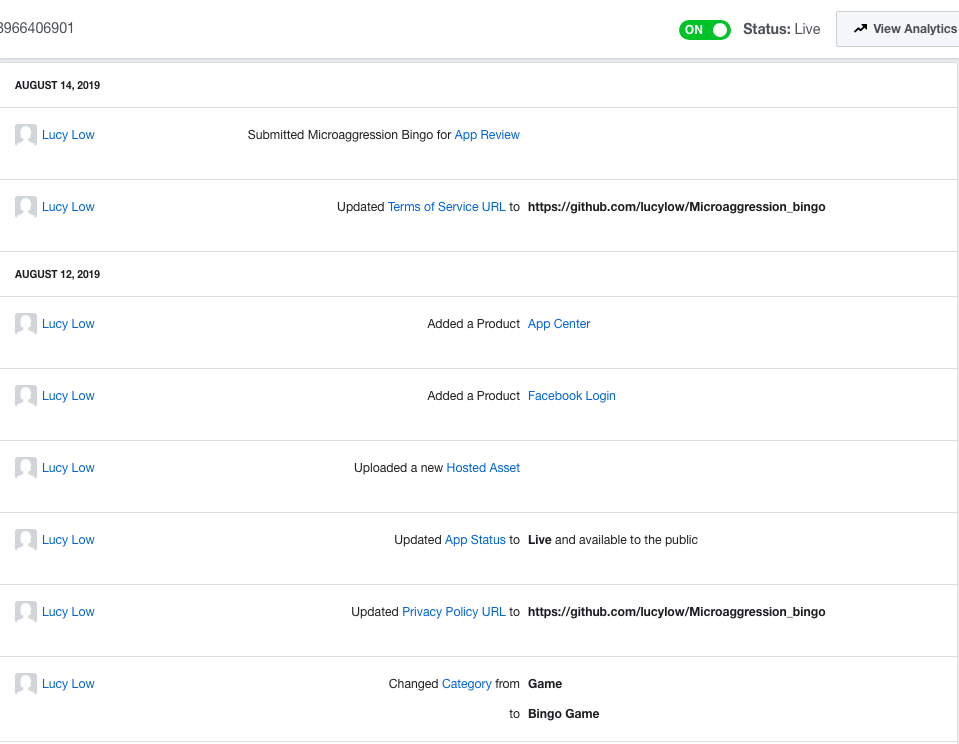 3966406901
ON Status: Live View Analytics
AUGUST 14, 2019
Lucy Low Submitted Microaggression Bingo for App Review
Lucy Low Updated Terms of Service URL to https://github.com/lucylow/Microaggression_bingo
AUGUST 12, 2019
Lucy Low Added a Product App Center
Lucy Low Added a Product Facebook Login
Lucy Low Uploaded a new Hosted Asset
Lucy Low Updated App Status to Live and available to the public
Lucy Low Updated Privacy Policy URL to https://github.com/lucylow/Microaggression_bingo
Lucy Low Changed Category from Game
to Bingo Game